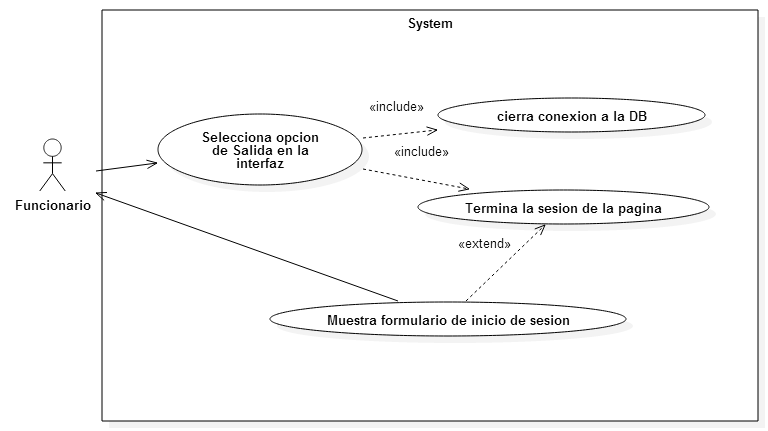 System
«include»
cierra conexion a la DB
Selecciona opcion
de Salida en la
interfaz
«include»
Funcionario
Termina la sesion de la pagina
«extend»
Muestra formulario de inicio de sesion